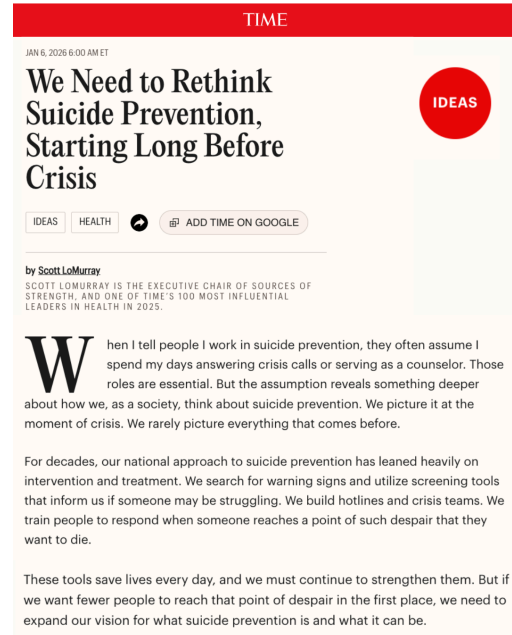 TIME
JAN 6, 2026 6:00 AM ET
We Need to Rethink
Suicide Prevention,
Starting Long Before
Crisis
IDEAS
IDEAS
HEALTH
ADD TIME ON GOOGLE
by Scott LoMurray
SCOTT LOMURRAY IS THE EXECUTIVE CHAIR OF SOURCES OF
STRENGTH, AND ONE OF TIME'S 100 MOST INFLUENTIAL
LEADERS IN HEALTH IN 2025.
When I tell people I work in suicide prevention, they often assume I
spend my days answering crisis calls or serving as a counselor. Those
roles are essential. But the assumption reveals something deeper
about how we, as a society, think about suicide prevention. We picture it at the
moment of crisis. We rarely picture everything that comes before.
For decades, our national approach to suicide prevention has leaned heavily on
intervention and treatment. We search for warning signs and utilize screening tools
that inform us if someone may be struggling. We build hotlines and crisis teams. We
train people to respond when someone reaches a point of such despair that they
want to die.
These tools save lives every day, and we must continue to strengthen them. But if
we want fewer people to reach that point of despair in the first place, we need to
expand our vision for what suicide prevention is and what it can be.